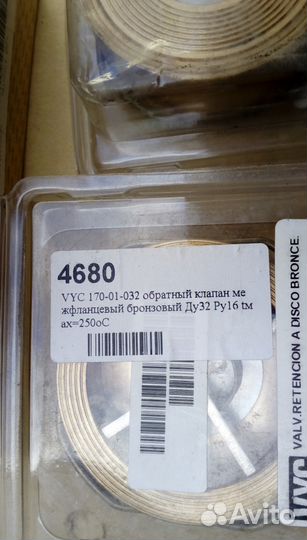 4680
VYC 170-01-032 обратный клапан ме
жфланцевый бронзовый Ду32 Ру16 tм
ах=250оС
VALV.RETENCION A DISCO BRONCE.
VYC
Avito